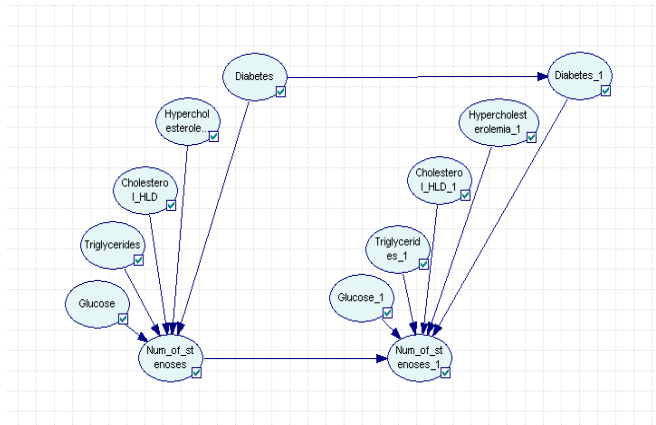 Diabetes
Diabetes_1
Hyperchol
esterole...
Hypercholest
erolemia_1
Cholestero
l_HLD
Cholestero
l_HLD_1
Triglycerides
Triglycerid
es_1
Glucose
Glucose_1
Num_of_st
enoses
Num_of_st
enoses_1